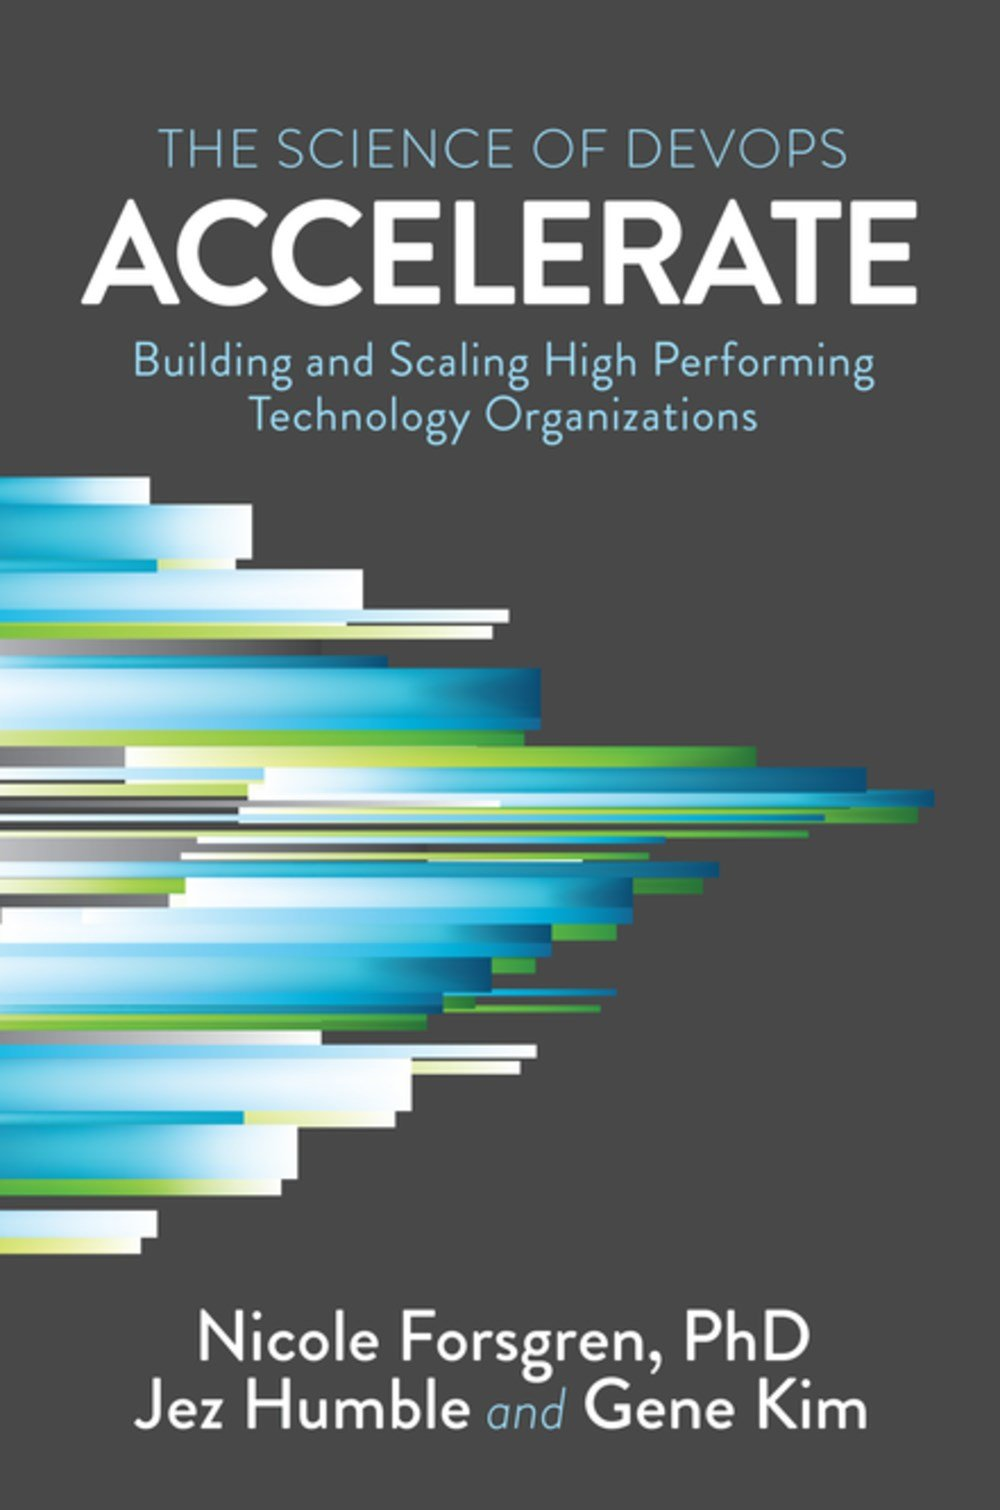 THE SCIENCE OF DEVOPS
ACCELERATE
Building and Scaling High Performing
Technology Organizations
Nicole Forsgren, PhD
Jez Humble and Gene Kim